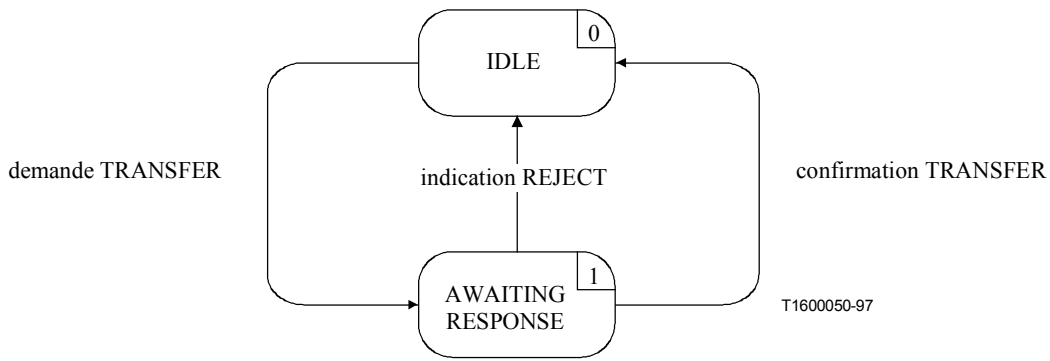 0
IDLE
demande TRANSFER
indication REJECT
confirmation TRANSFER
1
AWAITING
RESPONSE
T1600050-97